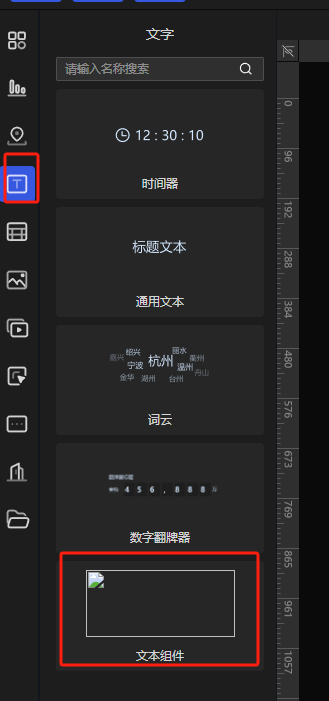 文字
请输入名称搜索
12 : 30 : 10
时间器
标题文本
通用文本
嘉兴 绍兴 丽水
宁波 杭州 温州 衢州
金华 湖州 台州 舟山
词云
4 5 6 , 8 8 8
数字翻牌器
文本组件
T
0
96
192
288
384
480
576
673
769
865
961
1057